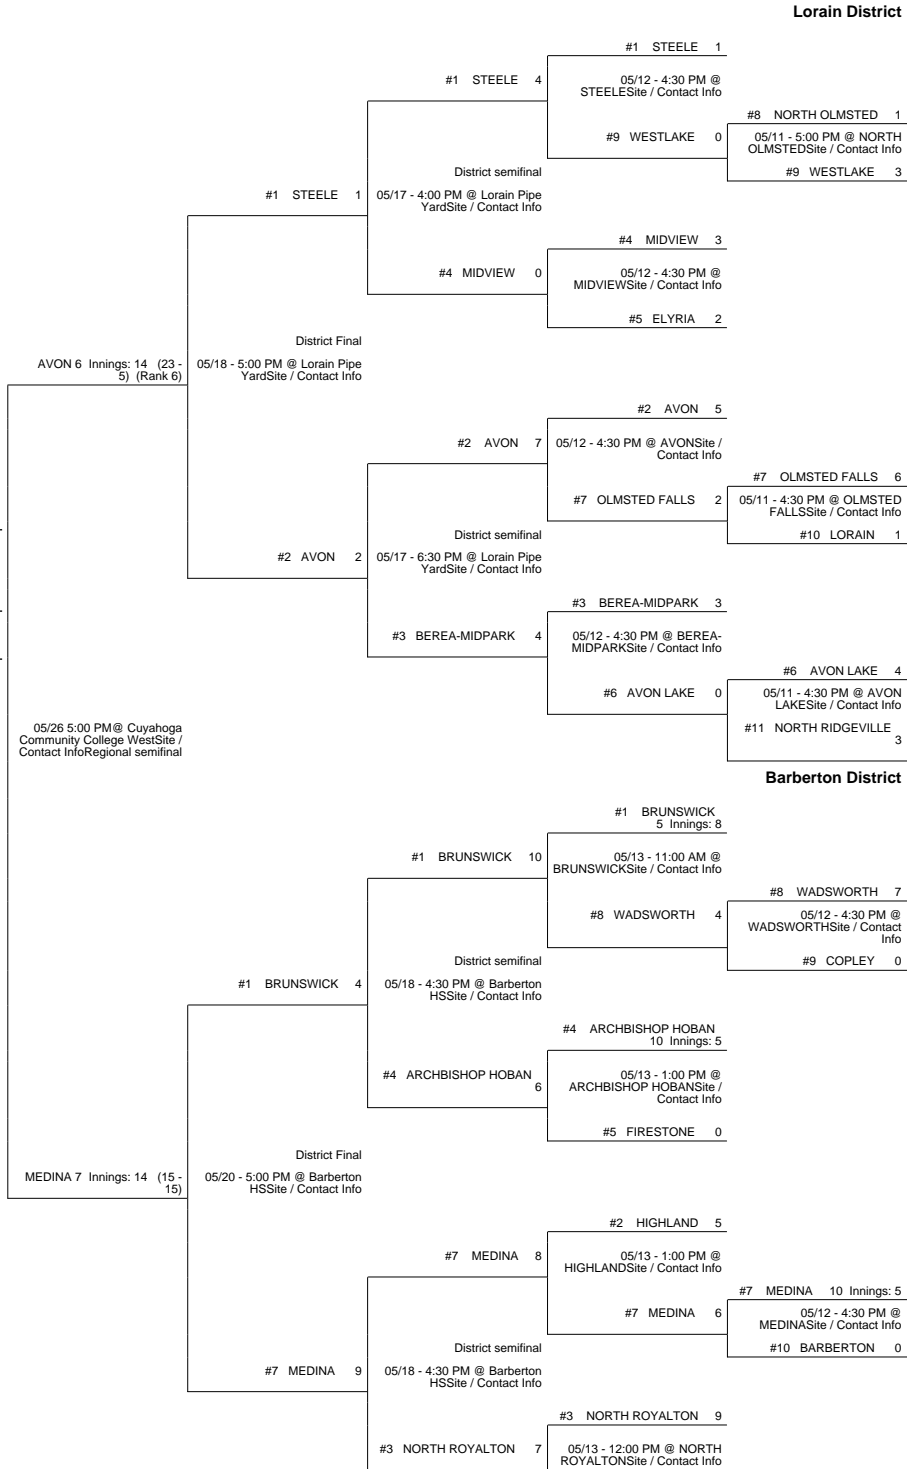 Lorain District
#1 STEELE 1
#1 STEELE 4
05/12 - 4:30 PM @
STEELESite / Contact Info
#8 NORTH OLMSTED 1
#9 WESTLAKE 0
05/11 - 5:00 PM @ NORTH
OLMSTEDSite / Contact Info
#9 WESTLAKE 3
District semifinal
#1 STEELE 1
05/17 - 4:00 PM @ Lorain Pipe
YardSite / Contact Info
#4 MIDVIEW 3
#4 MIDVIEW 0
05/12 - 4:30 PM @
MIDVIEWSite / Contact Info
#5 ELYRIA 2
District Final
AVON 6 Innings: 14 (23 -
5) (Rank 6)
05/18 - 5:00 PM @ Lorain Pipe
YardSite / Contact Info
#2 AVON 5
#2 AVON 7
05/12 - 4:30 PM @ AVONSite /
Contact Info
#7 OLMSTED FALLS 6
#7 OLMSTED FALLS 2
05/11 - 4:30 PM @ OLMSTED
FALLSSite / Contact Info
#10 LORAIN 1
District semifinal
#2 AVON 2
05/17 - 6:30 PM @ Lorain Pipe
YardSite / Contact Info
#3 BEREA-MIDPARK 3
#3 BEREA-MIDPARK 4
05/12 - 4:30 PM @ BEREA-
MIDPARKSite / Contact Info
#6 AVON LAKE 4
#6 AVON LAKE 0
05/11 - 4:30 PM @ AVON
LAKESite / Contact Info
#11 NORTH RIDGEVILLE
3
05/26 5:00 PM@ Cuyahoga
Community College WestSite /
Contact InfoRegional semifinal
Barberton District
#1 BRUNSWICK
5 Innings: 8
#1 BRUNSWICK 10
05/13 - 11:00 AM @
BRUNSWICKSite / Contact Info
#8 WADSWORTH 7
#8 WADSWORTH 4
05/12 - 4:30 PM @
WADSWORTHSite / Contact
Info
#9 COPLEY 0
District semifinal
#1 BRUNSWICK 4
05/18 - 4:30 PM @ Barberton
HSSite / Contact Info
#4 ARCHBISHOP HOBAN
10 Innings: 5
#4 ARCHBISHOP HOBAN
6
05/13 - 1:00 PM @
ARCHBISHOP HOBANSite /
Contact Info
#5 FIRESTONE 0
District Final
MEDINA 7 Innings: 14 (15 -
15)
05/20 - 5:00 PM @ Barberton
HSSite / Contact Info
#2 HIGHLAND 5
#7 MEDINA 8
05/13 - 1:00 PM @
HIGHLANDSite / Contact Info
#7 MEDINA 10 Innings: 5
#7 MEDINA 6
05/12 - 4:30 PM @
MEDINASite / Contact Info
#10 BARBERTON 0
District semifinal
#7 MEDINA 9
05/18 - 4:30 PM @ Barberton
HSSite / Contact Info
#3 NORTH ROYALTON 9
#3 NORTH ROYALTON 7
05/13 - 12:00 PM @ NORTH
ROYALTONSite / Contact Info